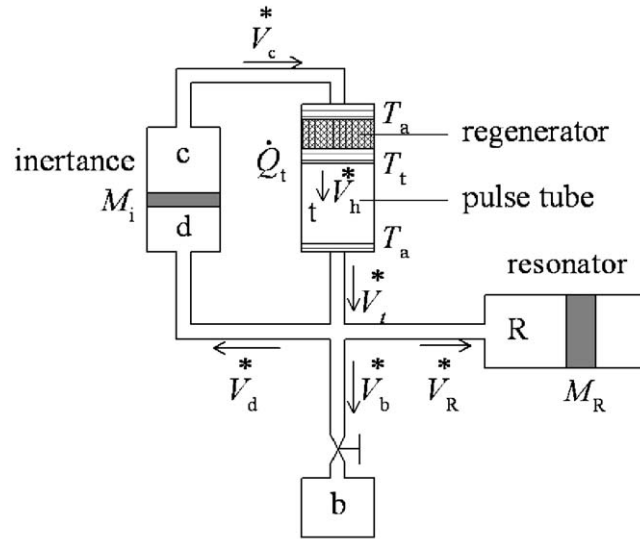 V*c
c
inertance
Mi
d
Q̇t
Ta
regenerator
Tt
V*h
t
pulse tube
Ta
resonator
V*t
R
V*d
V*b
V*R
MR
b